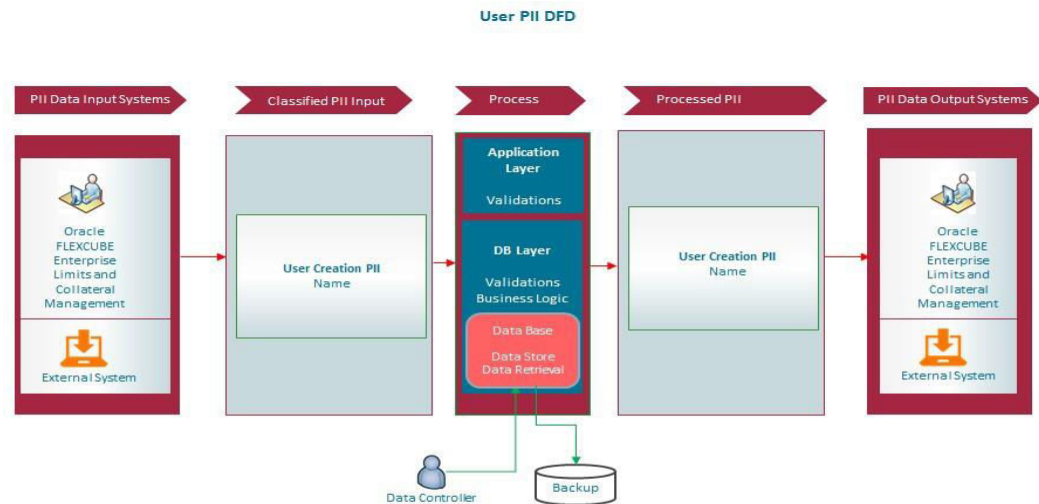 User PII DFD
PII Data Input Systems
Classified PII Input
Process
Processed PII
PII Data Output Systems
Oracle
FLEXCUBE
Enterprise
Limits and
Collateral
Management
External System
User Creation PII
Name
Application
Layer
Validations
DB Layer
Validations
Business Logic
Data Base
Data Store
Data Retrieval
User Creation PII
Name
Oracle
FLEXCUBE
Enterprise
Limits and
Collateral
Management
External System
Data Controller
Backup